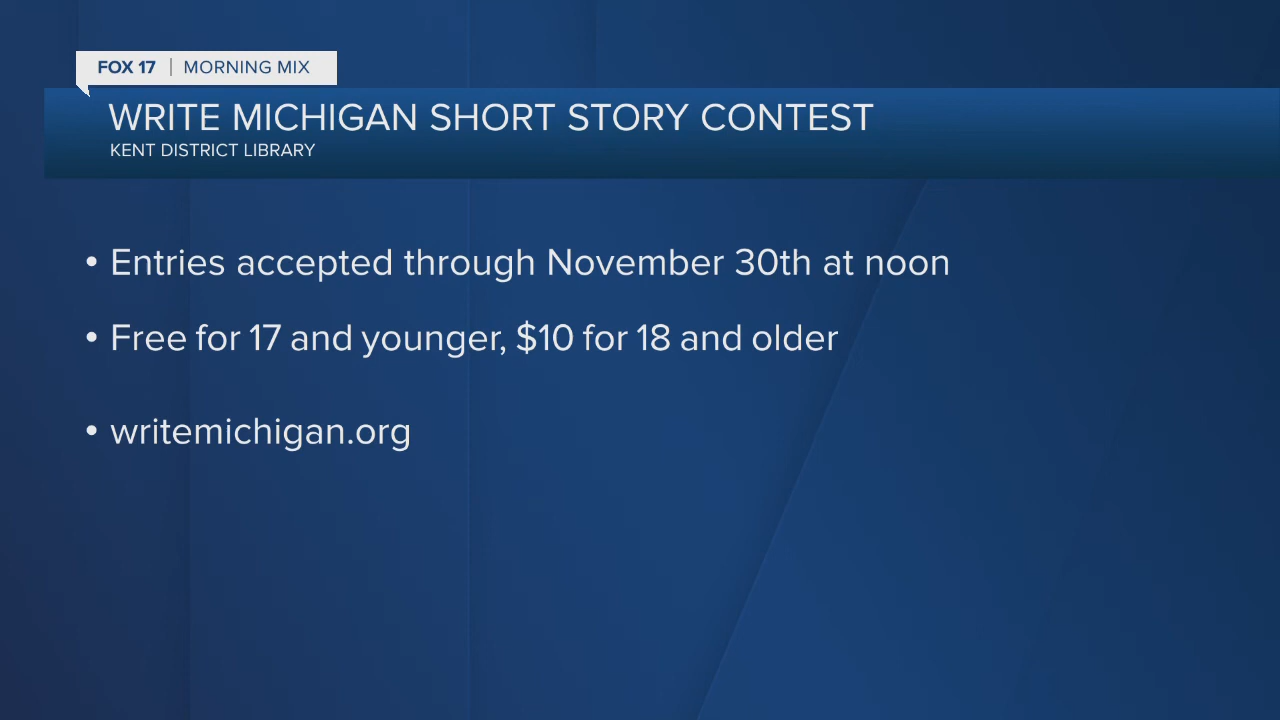 FOX 17 | MORNING MIX
WRITE MICHIGAN SHORT STORY CONTEST
KENT DISTRICT LIBRARY
• Entries accepted through November 30th at noon
• Free for 17 and younger, $10 for 18 and older
• writemichigan.org